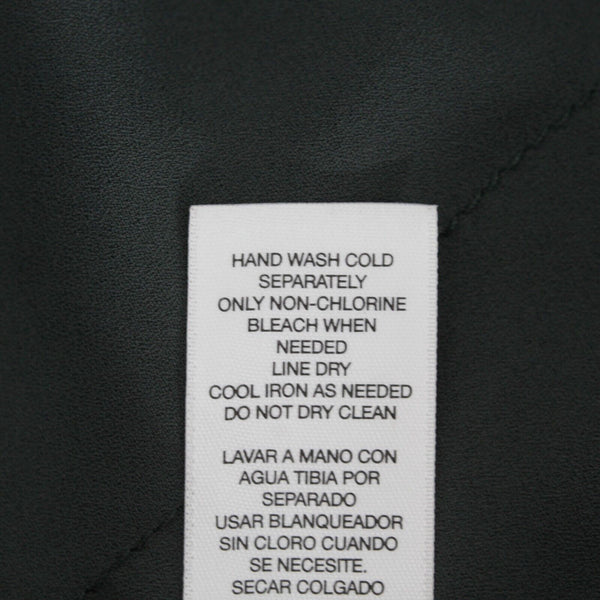 HAND WASH COLD
SEPARATELY
ONLY NON-CHLORINE
BLEACH WHEN
NEEDED
LINE DRY
COOL IRON AS NEEDED
DO NOT DRY CLEAN
LAVAR A MANO CON
AGUA TIBIA POR
SEPARADO
USAR BLANQUEADOR
SIN CLORO CUANDO
SE NECESITE.
SECAR COLGADO